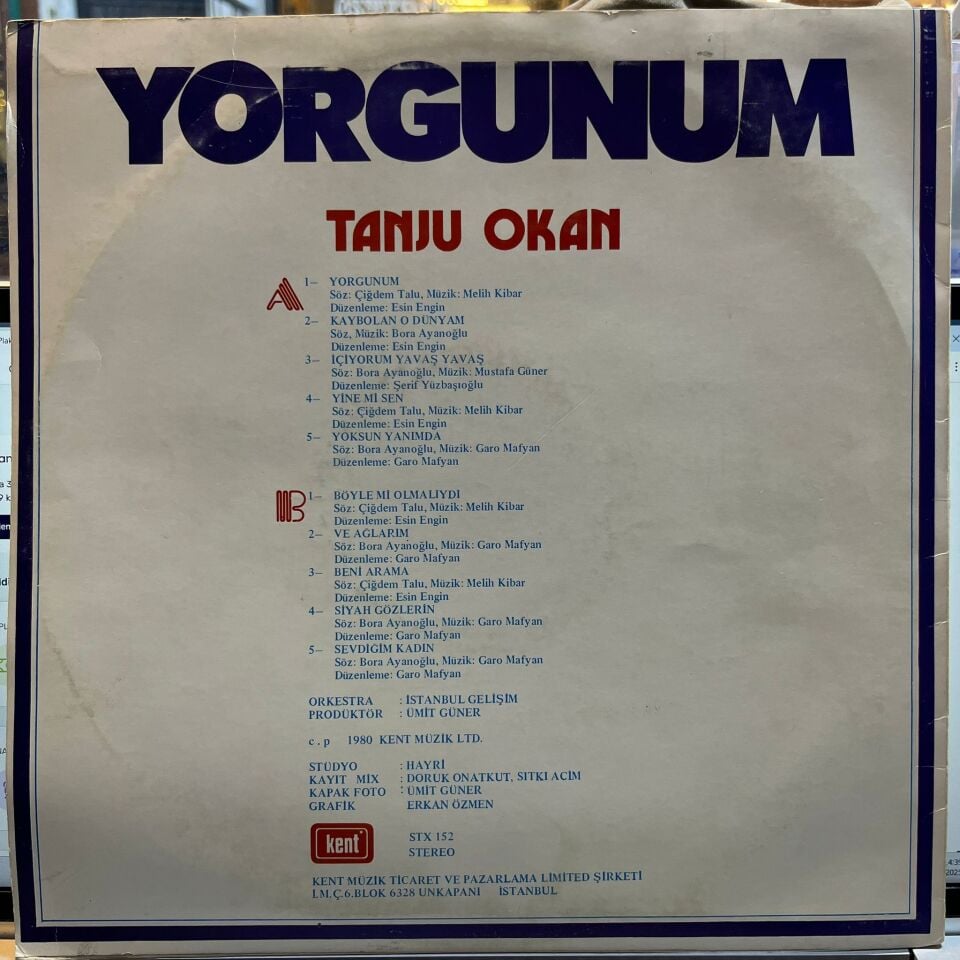 YORGUNUM
TANJU OKAN
A
1– YORGUNUM
Söz: Çiğdem Talu, Müzik: Melih Kibar
Düzenleme: Esin Engin
2– KAYBOLAN O DÜNYAM
Söz, Müzik: Bora Ayanoğlu
Düzenleme: Esin Engin
3– İÇİYORUM YAVAŞ YAVAŞ
Söz: Bora Ayanoğlu, Müzik: Mustafa Güner
Düzenleme: Şerif Yüzbaşıoğlu
4– YİNE Mİ SEN
Söz: Çiğdem Talu, Müzik: Melih Kibar
Düzenleme: Esin Engin
5– YOKSUN YANIMDA
Söz: Bora Ayanoğlu, Müzik: Garo Mafyan
Düzenleme: Garo Mafyan
B
1– BÖYLE Mİ OLMALIYDI
Söz: Çiğdem Talu, Müzik: Melih Kibar
Düzenleme: Esin Engin
2– VE AĞLARIM
Söz: Bora Ayanoğlu, Müzik: Garo Mafyan
Düzenleme: Garo Mafyan
3– BENİ ARAMA
Söz: Çiğdem Talu, Müzik: Melih Kibar
Düzenleme: Esin Engin
4– SİYAH GÖZLERİN
Söz: Bora Ayanoğlu, Müzik: Garo Mafyan
Düzenleme: Garo Mafyan
5– SEVDİĞİM KADIN
Söz: Bora Ayanoğlu, Müzik: Garo Mafyan
Düzenleme: Garo Mafyan
ORKESTRA : İSTANBUL GELİŞİM
PRODÜKTÖR : ÜMİT GÜNER
c . p 1980 KENT MÜZİK LTD.
STÜDYO : HAYRİ
KAYIT MİX : DORUK ONATKUT, SITKI ACİM
KAPAK FOTO : ÜMİT GÜNER
GRAFİK ERKAN ÖZMEN
kent
STX 152
STEREO
KENT MÜZİK TİCARET VE PAZARLAMA LİMİTED ŞİRKETİ
İ.M.Ç.6.BLOK 6328 UNKAPANI İSTANBUL